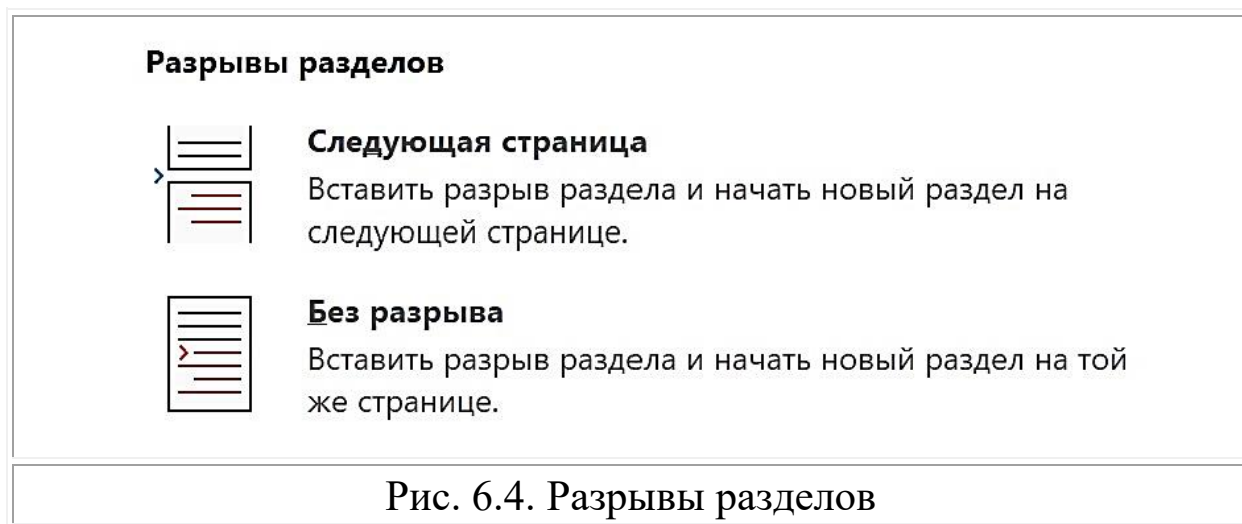 Разрывы разделов
Следующая страница
Вставить разрыв раздела и начать новый раздел на
следующей странице.
Без разрыва
Вставить разрыв раздела и начать новый раздел на той
же странице.
Рис. 6.4. Разрывы разделов